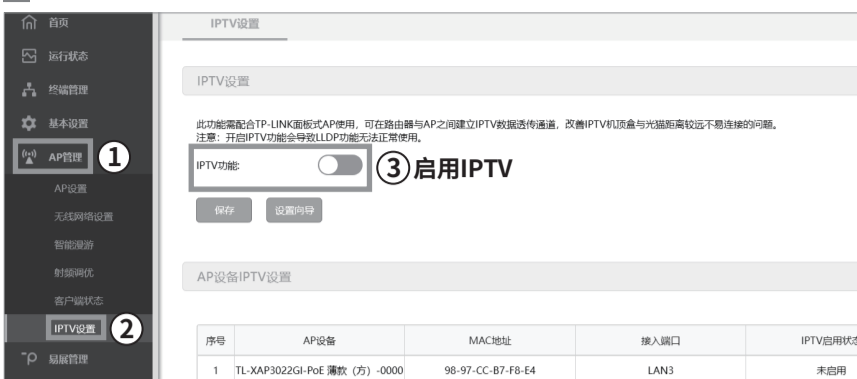 首页
运行状态
终端管理
基本设置
AP管理 ①
AP设置
无线网络设置
智能漫游
射频调优
客户端状态
IPTV设置 ②
易展管理
IPTV设置
IPTV设置
此功能需配合TP-LINK面板式AP使用，可在路由器与AP之间建立IPTV数据透传通道，改善IPTV机顶盒与光猫距离较远不易连接的问题。
注意：开启IPTV功能会导致LLDP功能无法正常使用。
IPTV功能: ③启用IPTV
保存 设置向导
AP设备IPTV设置
序号 AP设备 MAC地址 接入端口 IPTV启用状态
1 TL-XAP3022GI-PoE 薄款（方）-0000 98-97-CC-B7-F8-E4 LAN3 未启用